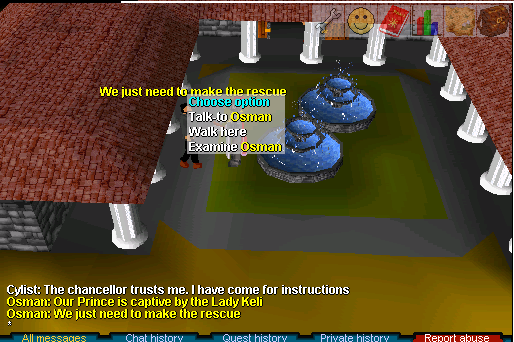 We just need to make the rescue
Choose option
Talk-to Osman
Walk here
Examine Osman
Cylist: The chancellor trusts me. I have come for instructions
Osman: Our Prince is captive by the Lady Keli
Osman: We just need to make the rescue
*
All messages Chat history Quest history Private history Report abuse